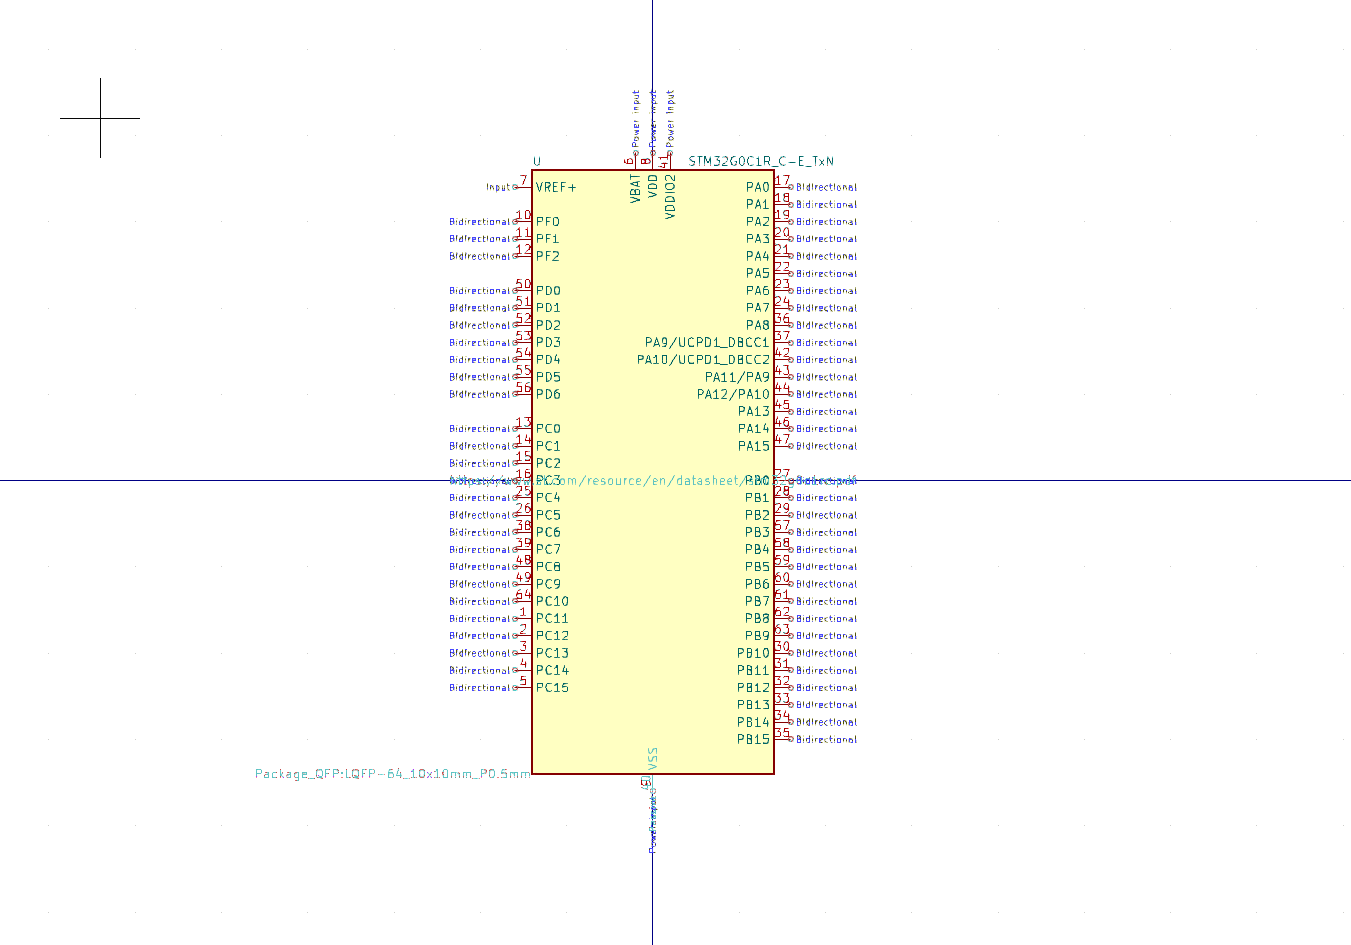 Power input
Power input
Power input
6
8
41
U
STM32G0C1R_C-E_TxN
VBAT
VDD
VDDIO2
Input 7 VREF+
Bidirectional 10 PF0
Bidirectional 11 PF1
Bidirectional 12 PF2
Bidirectional 50 PD0
Bidirectional 51 PD1
Bidirectional 52 PD2
Bidirectional 53 PD3
Bidirectional 54 PD4
Bidirectional 55 PD5
Bidirectional 56 PD6
Bidirectional 13 PC0
Bidirectional 14 PC1
Bidirectional 15 PC2
16 PC3
Bidirectional 25 PC4
Bidirectional 26 PC5
Bidirectional 38 PC6
Bidirectional 39 PC7
Bidirectional 48 PC8
Bidirectional 49 PC9
Bidirectional 64 PC10
Bidirectional 1 PC11
Bidirectional 2 PC12
Bidirectional 3 PC13
Bidirectional 4 PC14
Bidirectional 5 PC15
PA0 17 Bidirectional
PA1 18 Bidirectional
PA2 19 Bidirectional
PA3 20 Bidirectional
PA4 21 Bidirectional
PA5 22 Bidirectional
PA6 23 Bidirectional
PA7 24 Bidirectional
PA8 36 Bidirectional
PA9/UCPD1_DBCC1 37 Bidirectional
PA10/UCPD1_DBCC2 42 Bidirectional
PA11/PA9 43 Bidirectional
PA12/PA10 44 Bidirectional
PA13 45 Bidirectional
PA14 46 Bidirectional
PA15 47 Bidirectional
/resource/en/datasheet/
PB0 27
PB1 28 Bidirectional
PB2 29 Bidirectional
PB3 57 Bidirectional
PB4 58 Bidirectional
PB5 59 Bidirectional
PB6 60 Bidirectional
PB7 61 Bidirectional
PB8 62 Bidirectional
PB9 63 Bidirectional
PB10 30 Bidirectional
PB11 31 Bidirectional
PB12 32 Bidirectional
PB13 33 Bidirectional
PB14 34 Bidirectional
PB15 35 Bidirectional
VSS
Package_QFP:LQFP-64_10x10mm_P0.5mm